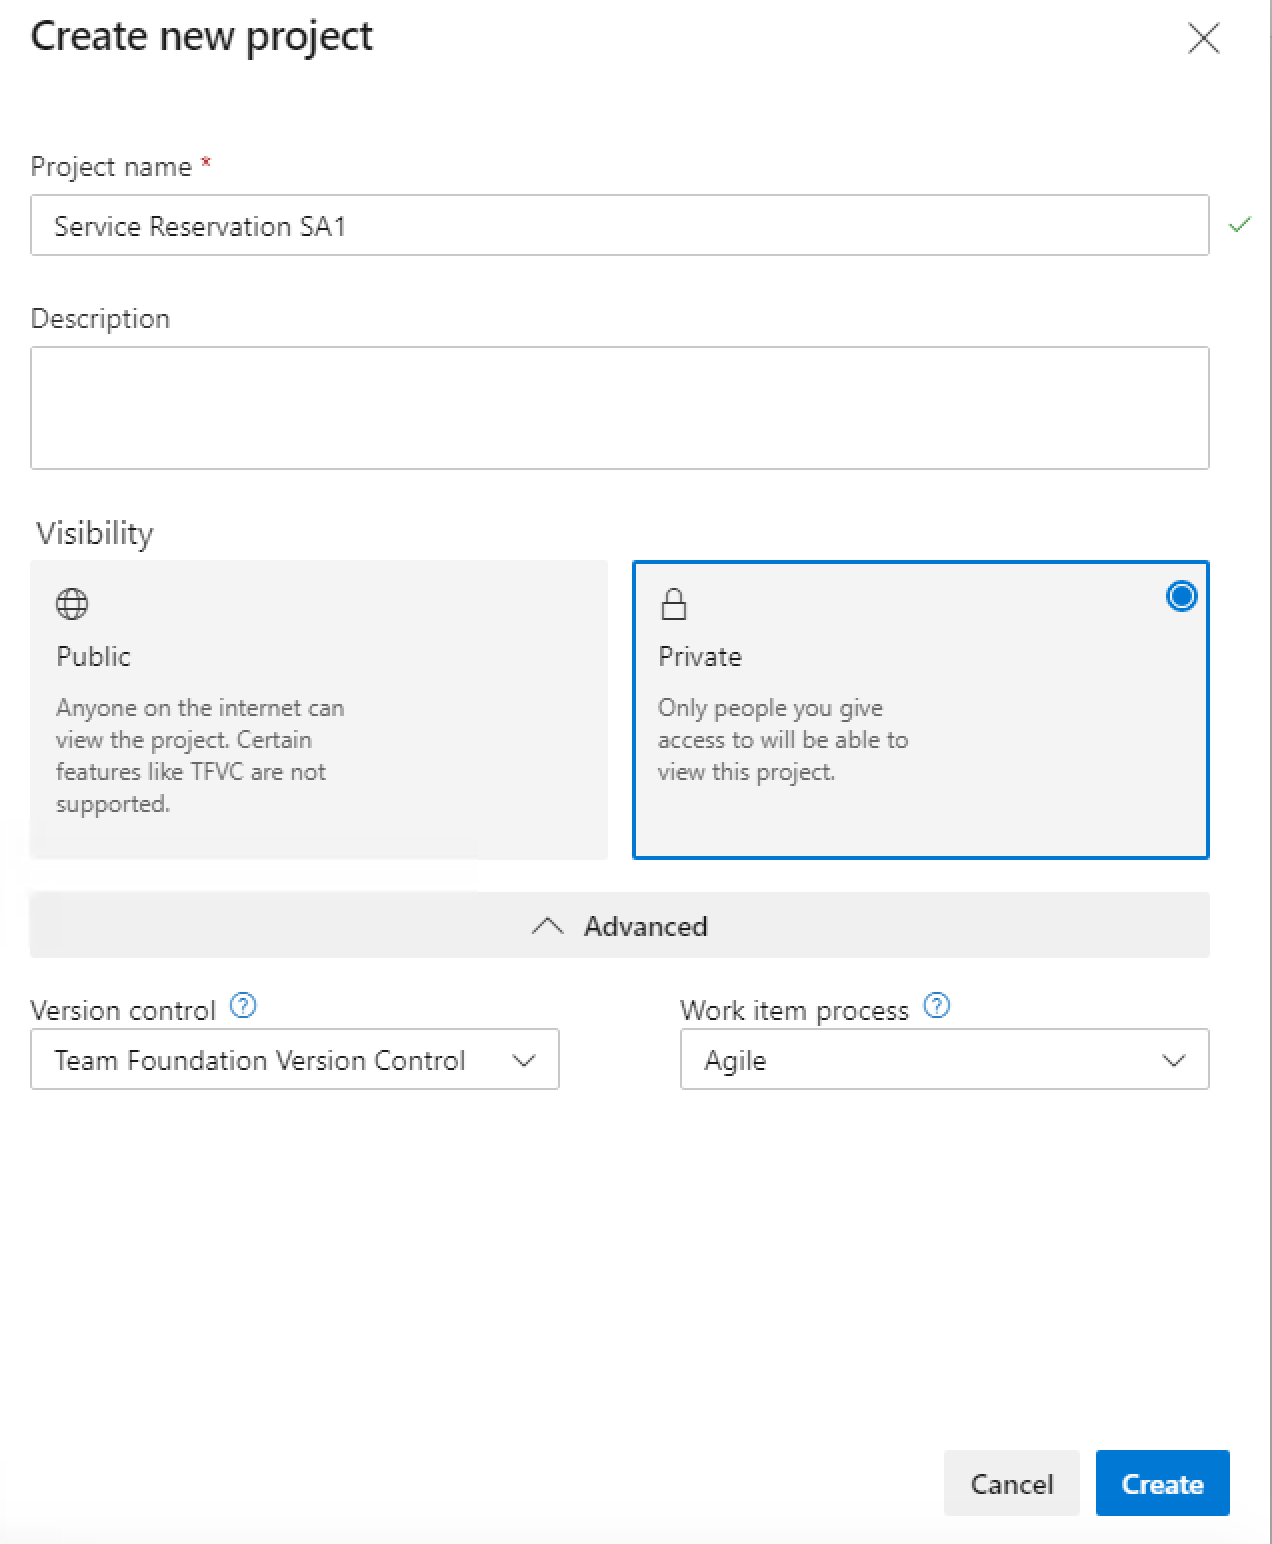 Create new project
Project name *
Service Reservation SA1
Description
Visibility
Public
Anyone on the internet can
view the project. Certain
features like TFVC are not
supported.
Private
Only people you give
access to will be able to
view this project.
Advanced
Version control ?
Team Foundation Version Control
Work item process ?
Agile
Cancel
Create